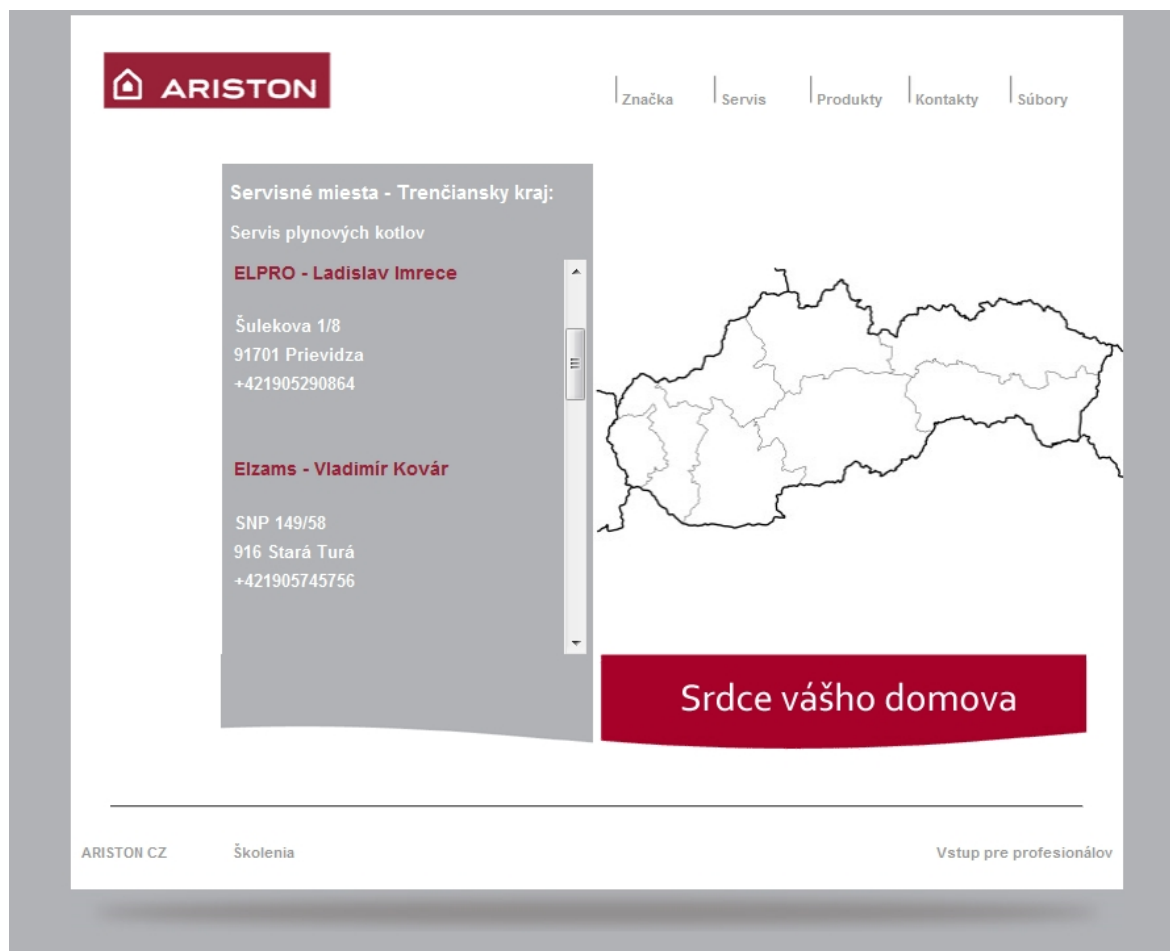 ARISTON
Značka Servis Produkty Kontakty Súbory
Servisné miesta - Trenčiansky kraj:
Servis plynových kotlov
ELPRO - Ladislav Imrece
Šulekova 1/8
91701 Prievidza
+421905290864
Elzams - Vladimír Kovár
SNP 149/58
916 Stará Turá
+421905745756
Srdce vášho domova
ARISTON CZ Školenia Vstup pre profesionálov